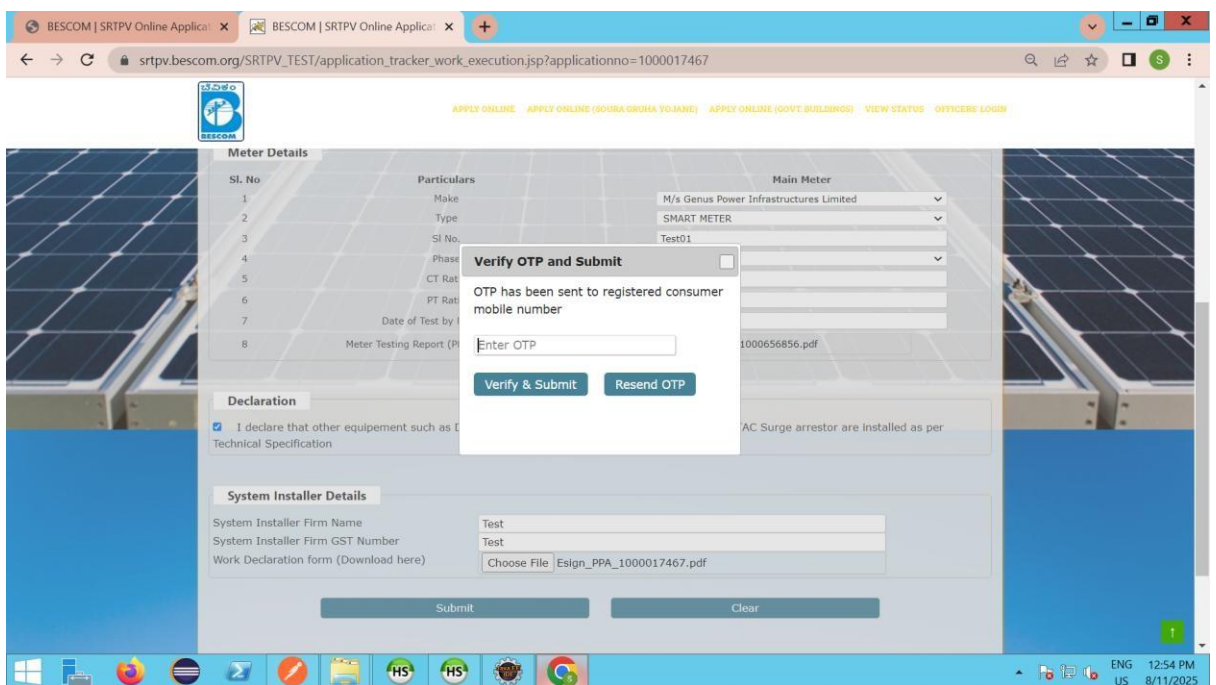 BESCOM | SRTPV Online Applicat
BESCOM | SRTPV Online Applicat
srtpv.bescom.org/SRTPV_TEST/application_tracker_work_execution.jsp?applicationno=1000017467
S
ಬೆವಿಕಂ
BESCOM
APPLY ONLINE APPLY ONLINE (SOURA GRUHA YOJANE) APPLY ONLINE (GOVT. BUILDINGS) VIEW STATUS OFFICERS LOGIN
Meter Details
Sl. No Particulars Main Meter
1 Make M/s Genus Power Infrastructures Limited
2 Type SMART METER
3 Sl No. Test01
4 Phase
5 CT Rat
6 PT Rat
7 Date of Test by
8 Meter Testing Report (P 1000656856.pdf
Verify OTP and Submit
OTP has been sent to registered consumer
mobile number
Enter OTP
Verify & Submit Resend OTP
Declaration
I declare that other equipement such as AC Surge arrestor are installed as per
Technical Specification
System Installer Details
System Installer Firm Name Test
System Installer Firm GST Number Test
Work Declaration form (Download here) Choose File Esign_PPA_1000017467.pdf
Submit Clear
HS HS
ENG 12:54 PM
US 8/11/2025